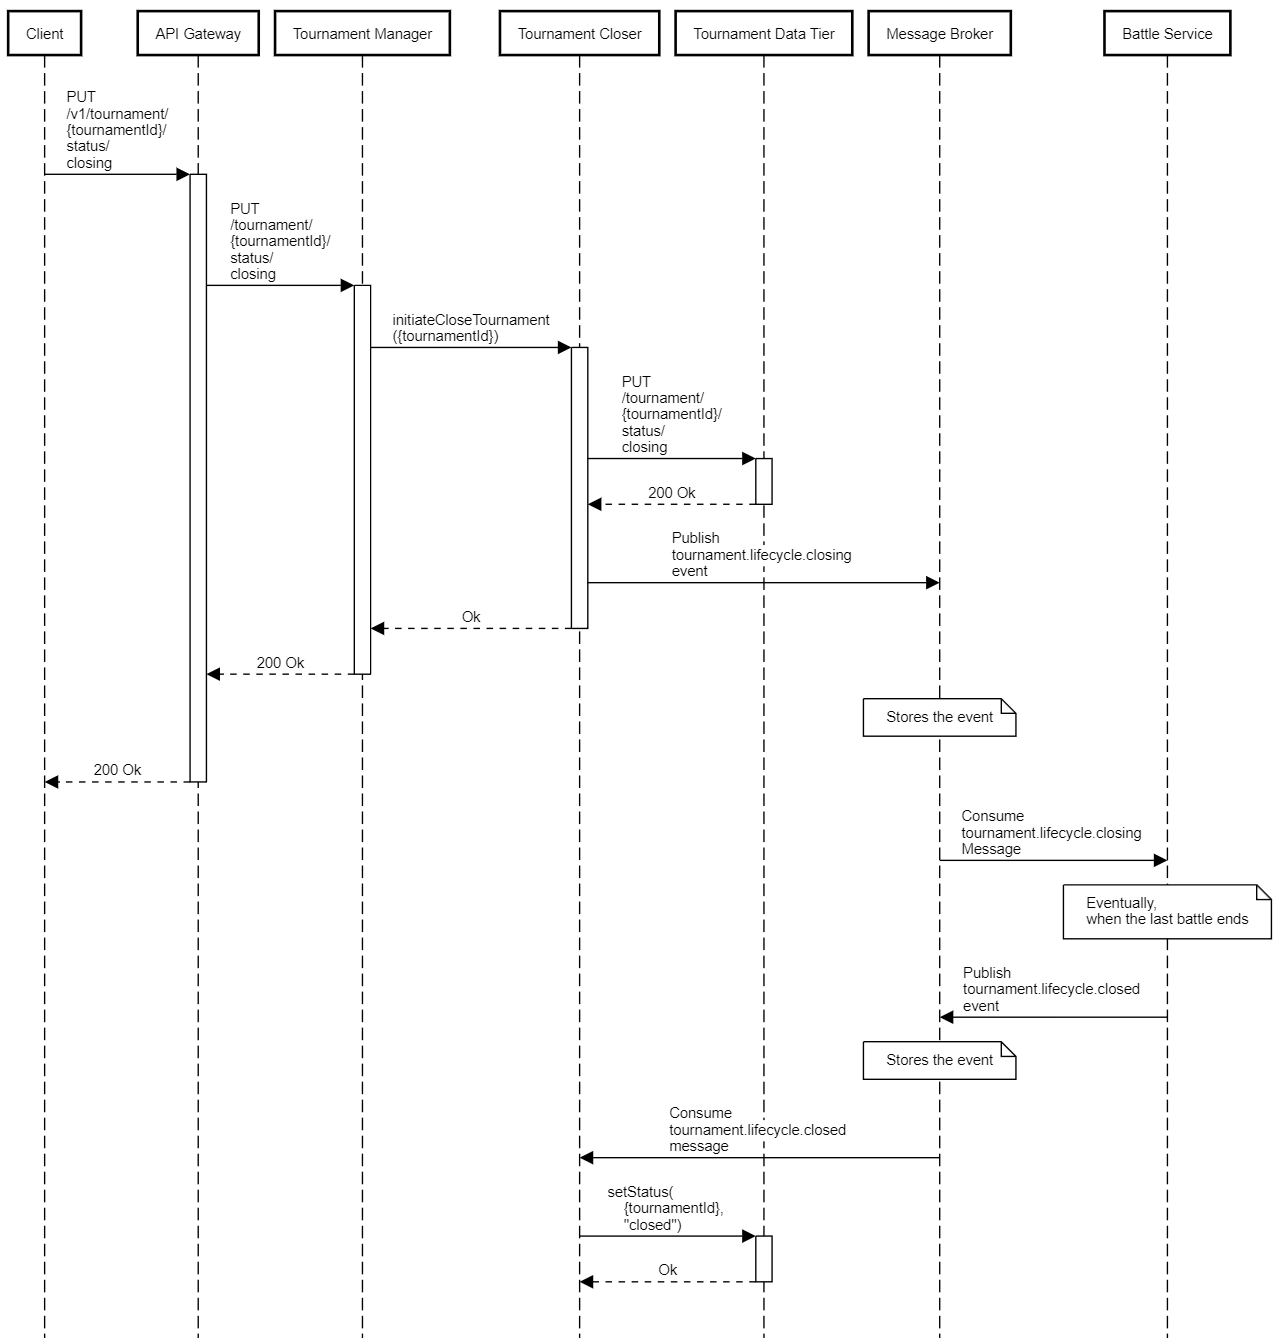 Client
API Gateway
Tournament Manager
Tournament Closer
Tournament Data Tier
Message Broker
Battle Service
PUT
/v1/tournament/
{tournamentId}/
status/
closing
PUT
/tournament/
{tournamentId}/
status/
closing
initiateCloseTournament
({tournamentId})
PUT
/tournament/
{tournamentId}/
status/
closing
200 Ok
Publish
tournament.lifecycle.closing
event
Ok
200 Ok
Stores the event
200 Ok
Consume
tournament.lifecycle.closing
Message
Eventually,
when the last battle ends
Publish
tournament.lifecycle.closed
event
Stores the event
Consume
tournament.lifecycle.closed
message
setStatus(
{tournamentId},
"closed")
Ok